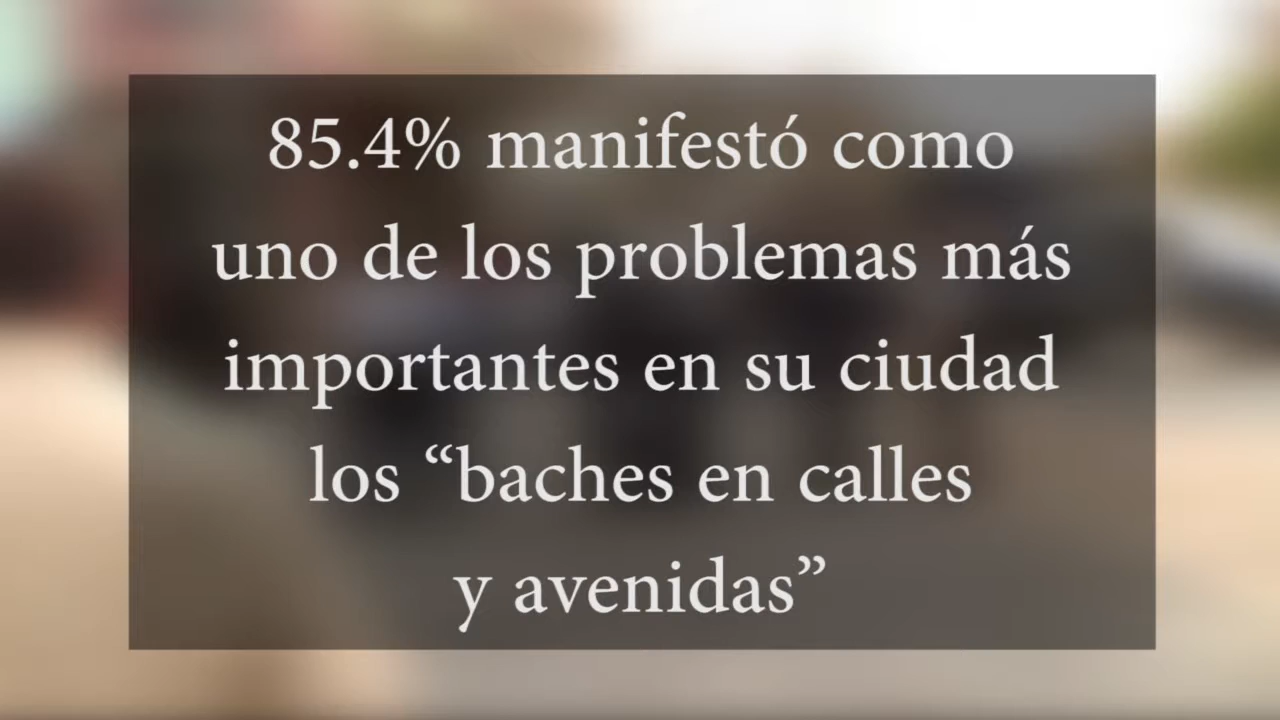 85.4% manifestó como
uno de los problemas más
importantes en su ciudad
los “baches en calles
y avenidas”